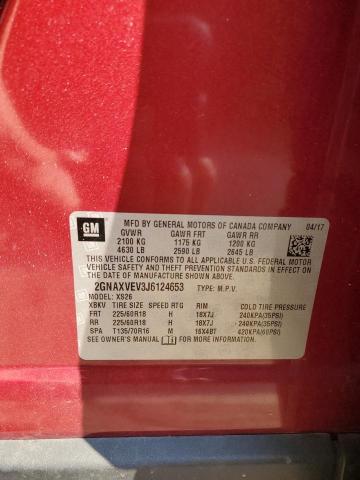 GM
MFD BY GENERAL MOTORS OF CANADA COMPANY 04/17
GVWR GAWR FRT GAWR RR
2100 KG 1175 KG 1200 KG
4630 LB 2590 LB 2645 LB
THIS VEHICLE CONFORMS TO ALL APPLICABLE U.S. FEDERAL MOTOR
VEHICLE SAFETY, BUMPER, AND THEFT PREVENTION STANDARDS IN EFFECT ON
THE DATE OF MANUFACTURE SHOWN ABOVE.
2GNAXVEV3J6124653 TYPE: M.P.V.
MODEL: XS26
XBKV TIRE SIZE SPEED RTG RIM COLD TIRE PRESSURE
FRT 225/60R18 H 18X7J 240KPA(35PSI)
RR 225/60R18 H 18X7J 240KPA(35PSI)
SPA T135/70R16 M 16X4BT 420KPA(60PSI)
SEE OWNER'S MANUAL FOR MORE INFORMATION.